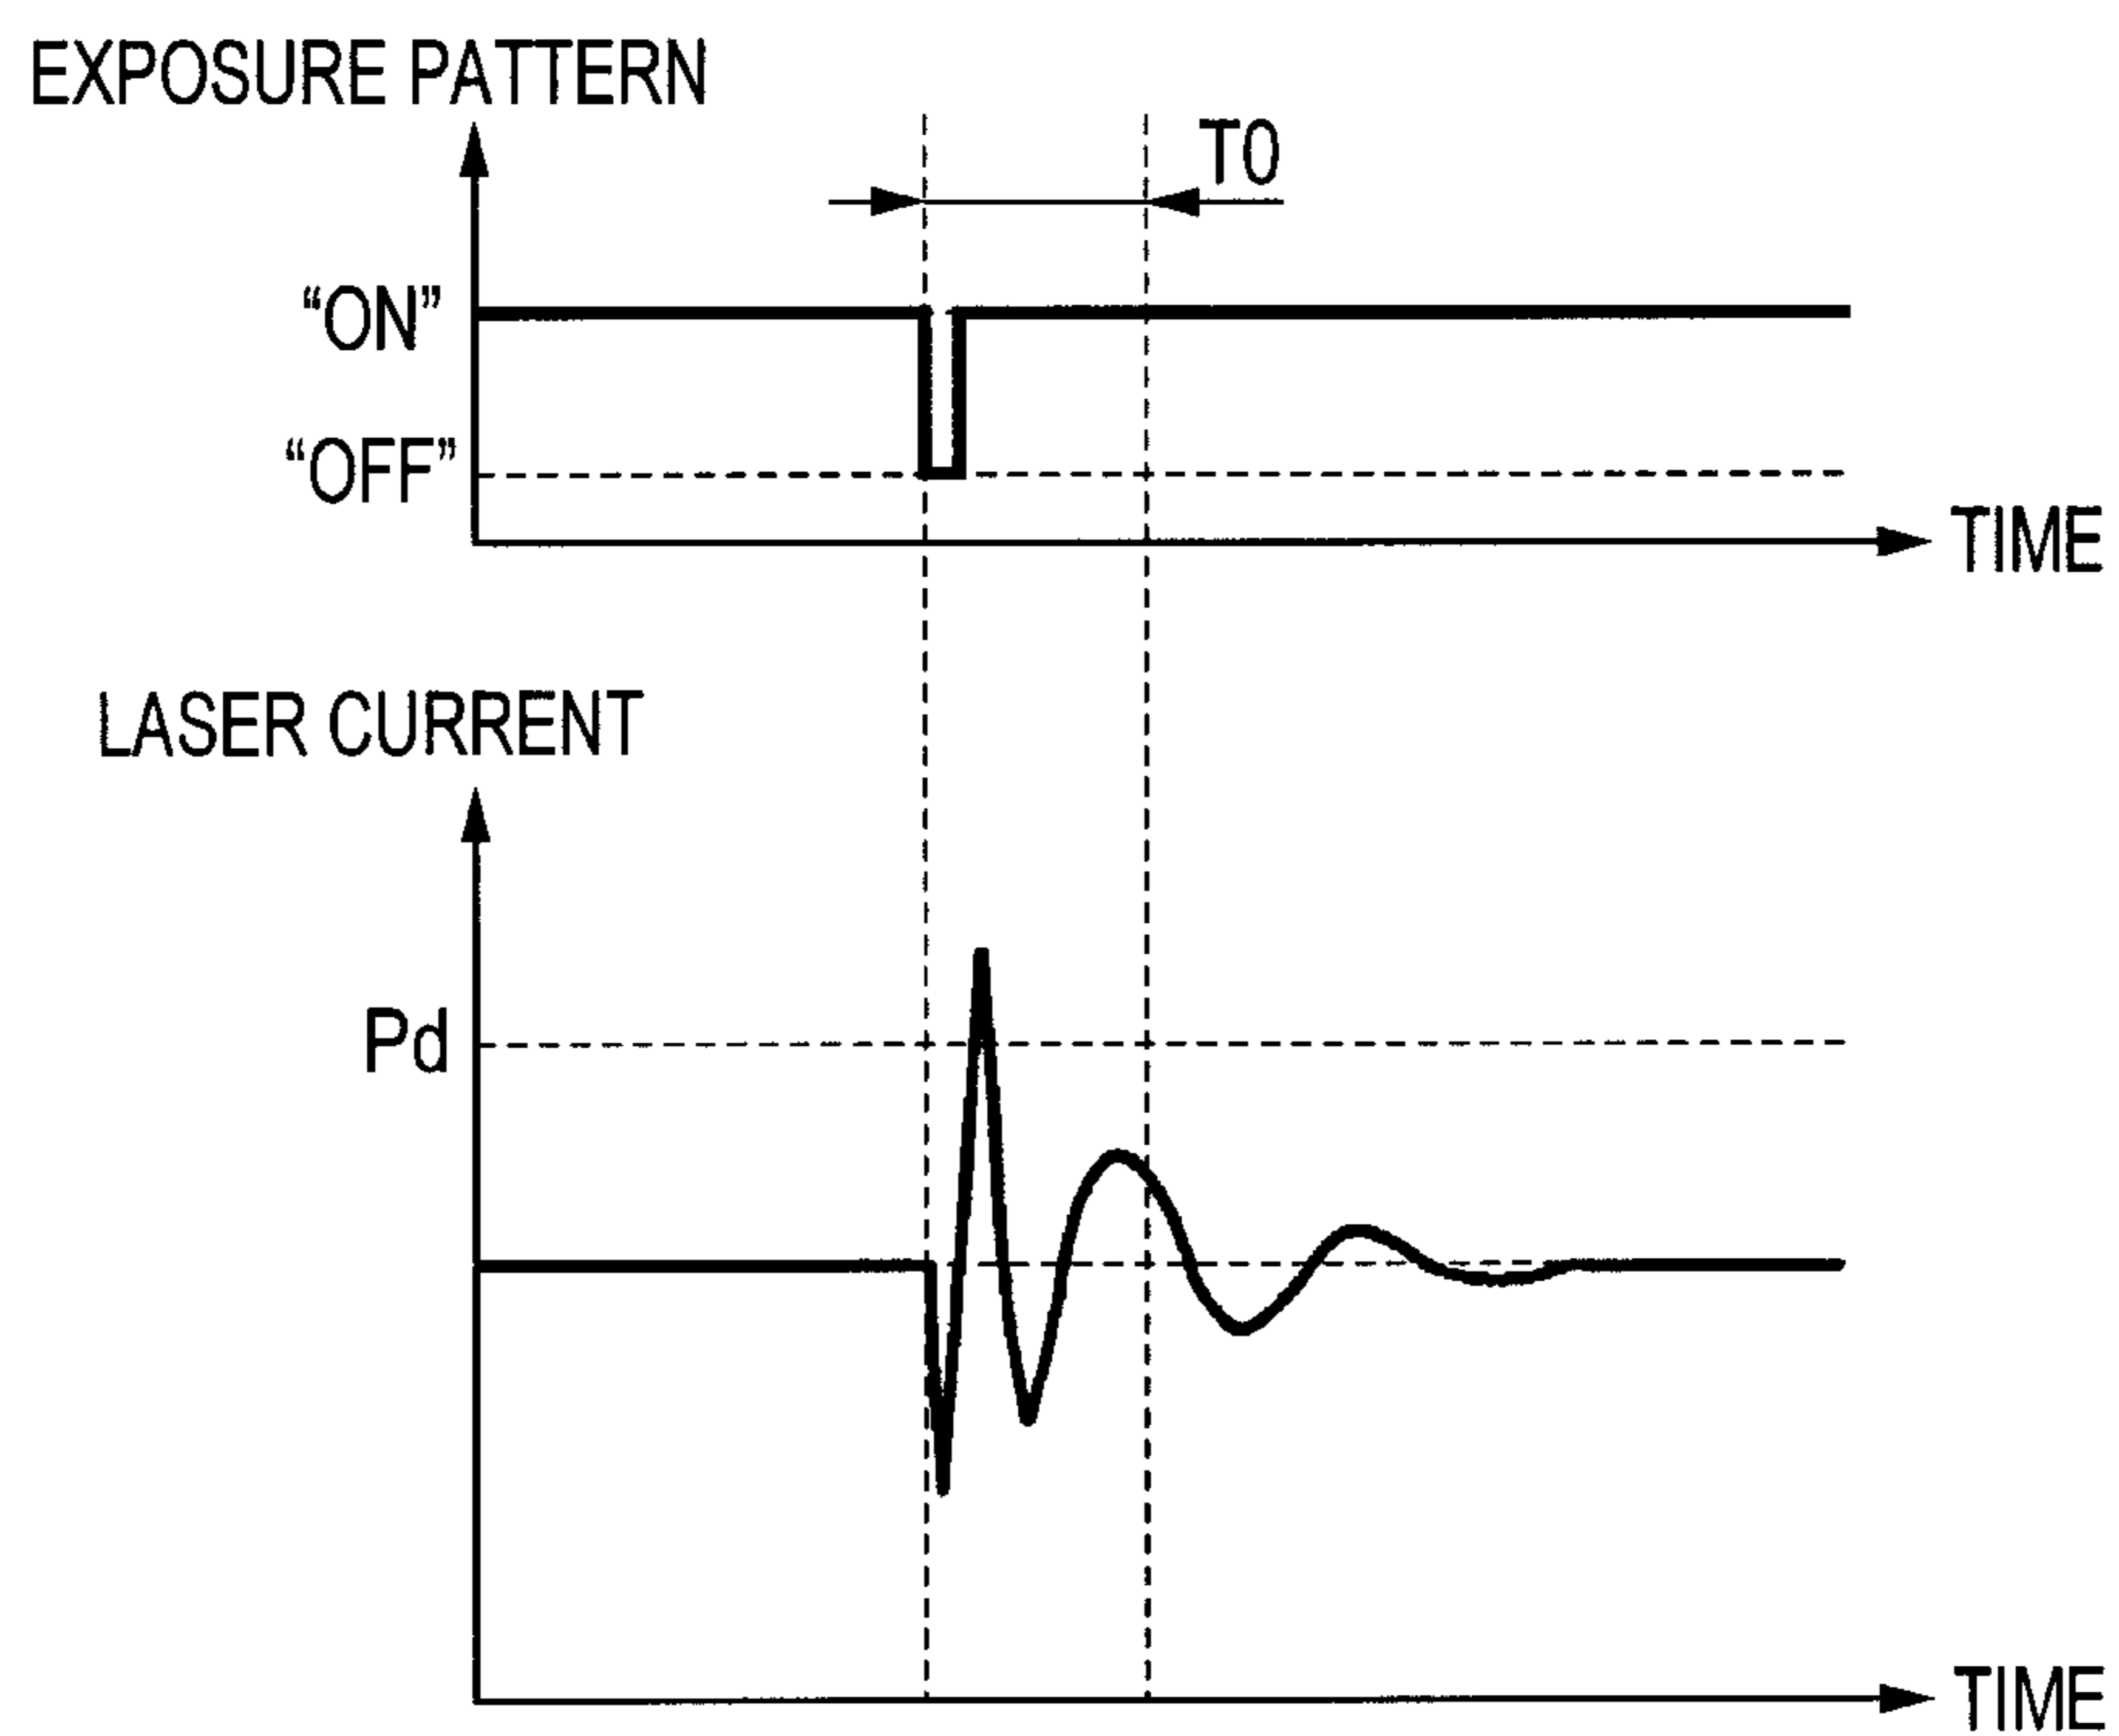 EXPOSURE PATTERN
T0
“ON”
“OFF”
TIME
LASER CURRENT
Pd
TIME